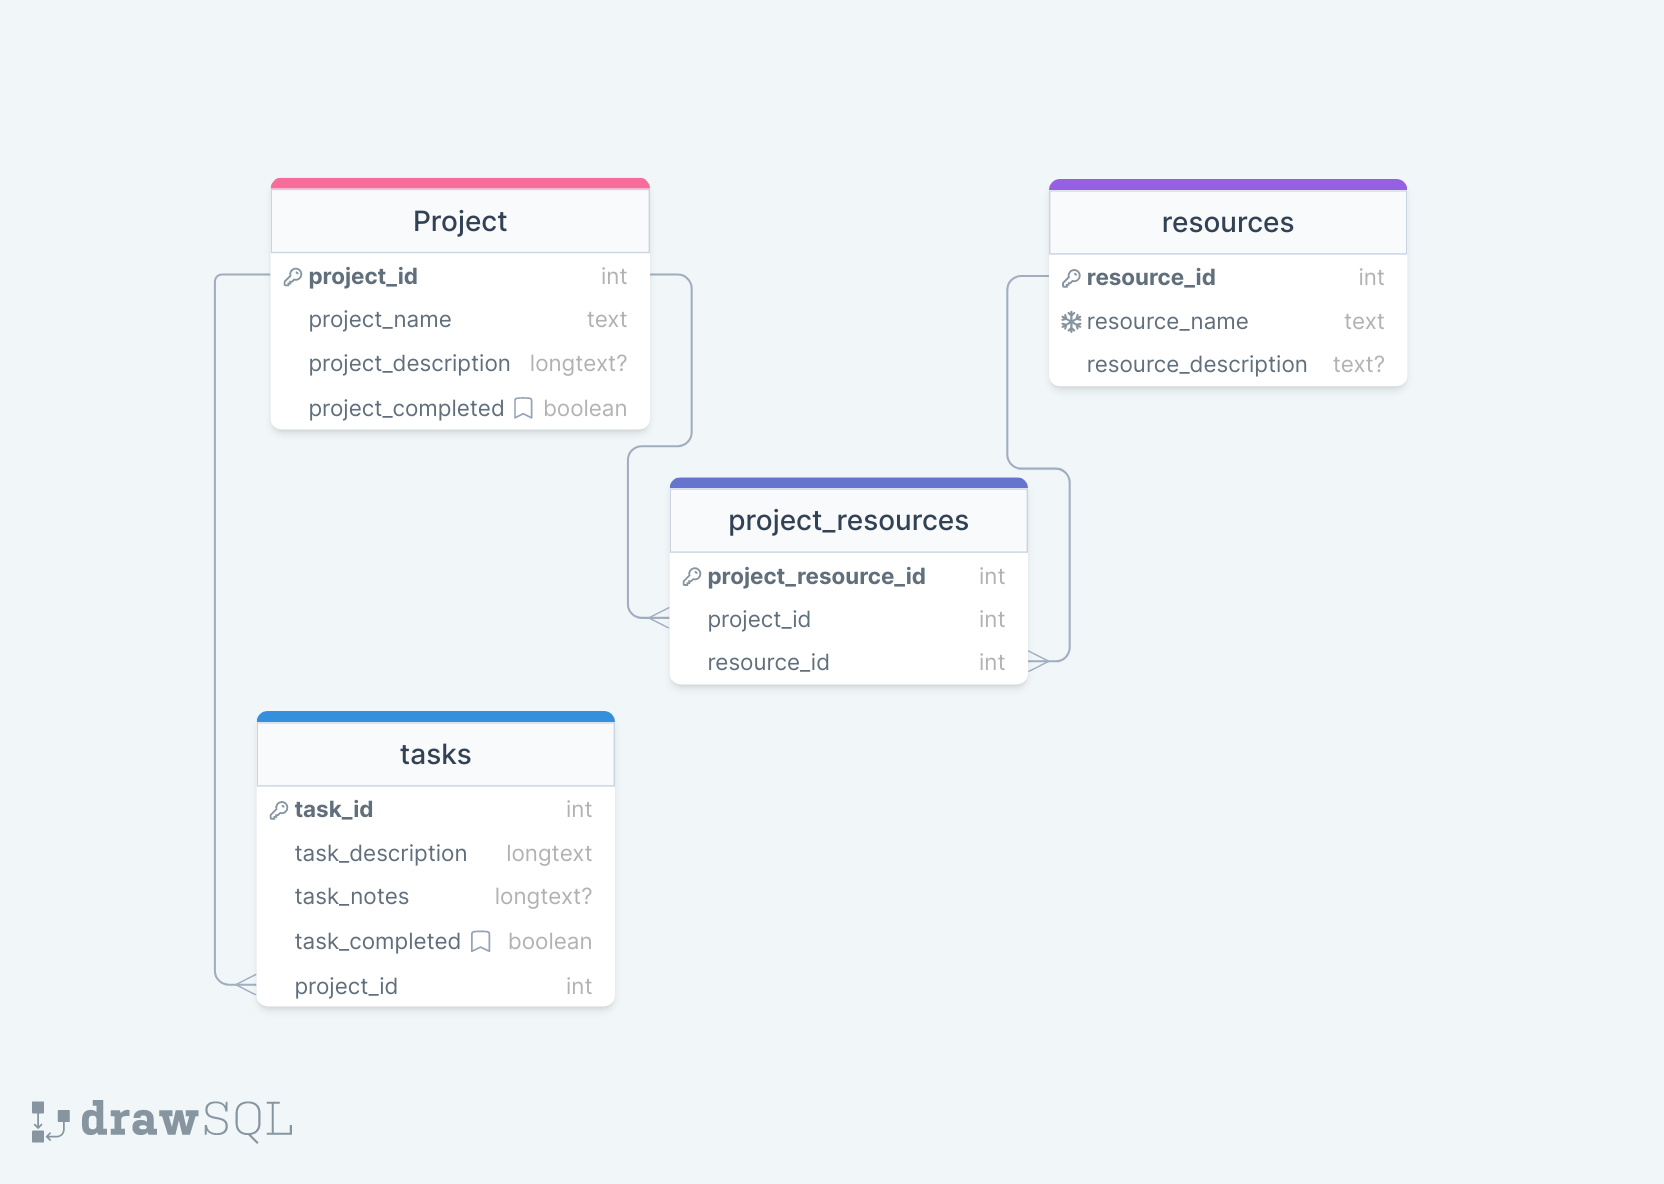 Project
project_id int
project_name text
project_description longtext?
project_completed boolean
resources
resource_id int
resource_name text
resource_description text?
project_resources
project_resource_id int
project_id int
resource_id int
tasks
task_id int
task_description longtext
task_notes longtext?
task_completed boolean
project_id int
drawSQL